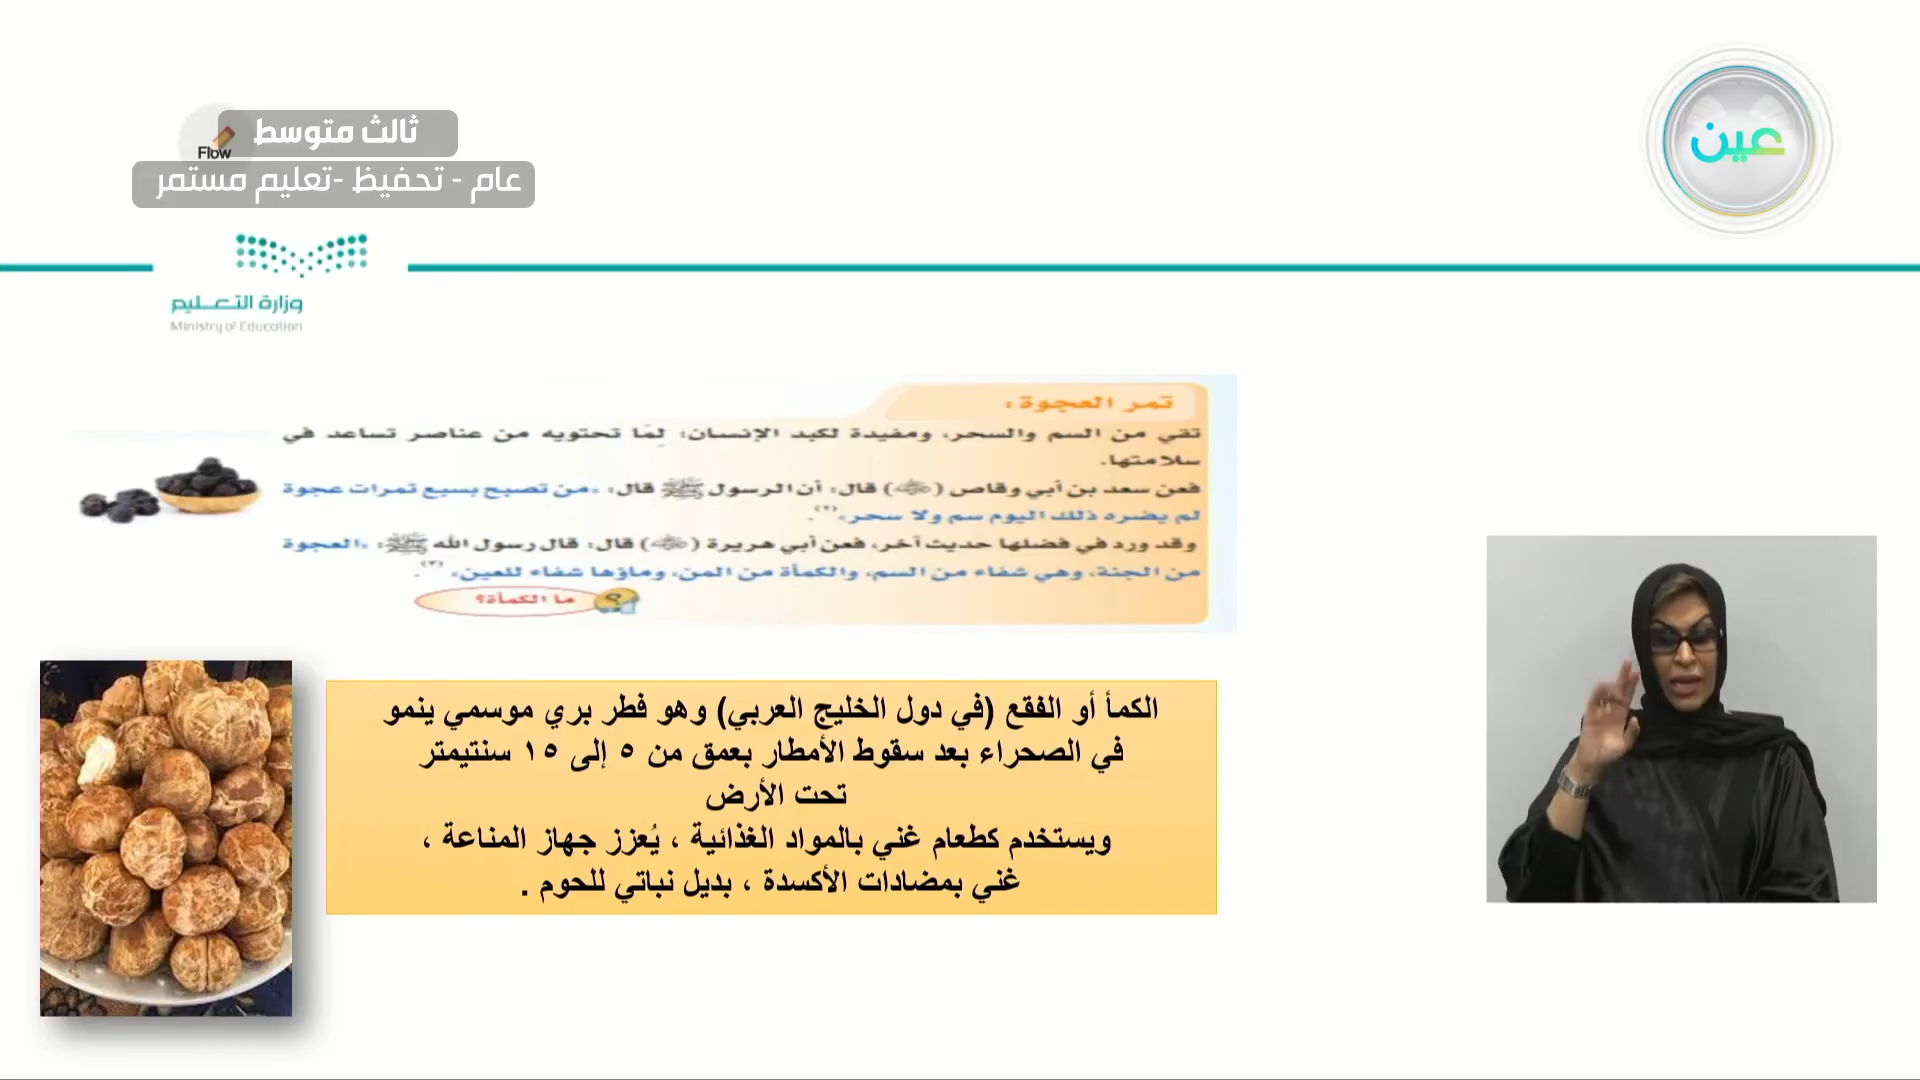 عين
ثالث متوسط
Flow
عام - تحفيظ -تعليم مستمر
وزارة التعـــليم
Ministry of Education
تمر العجوة:
تقي من السم والسحر، ومفيدة لكبد الإنسان؛ لِمَا تحتويه من عناصر تساعد في
سلامتها.
فعن سعد بن أبي وقاص (رضي الله عنه) قال: أن الرسول ﷺ قال: «من تصبح بسبع تمرات عجوة
لم يضره ذلك اليوم سم ولا سحر»(٢).
وقد ورد في فضلها حديث آخر، فعن أبي هريرة (رضي الله عنه) قال: قال رسول الله ﷺ: «العجوة
من الجنة، وهي شفاء من السم، والكمأة من المن، وماؤها شفاء للعين»(٣).
ما الكمأة؟
الكمأ أو الفقع (في دول الخليج العربي) وهو فطر بري موسمي ينمو
في الصحراء بعد سقوط الأمطار بعمق من ٥ إلى ١٥ سنتيمتر
تحت الأرض
ويستخدم كطعام غني بالمواد الغذائية ، يُعزز جهاز المناعة ،
غني بمضادات الأكسدة ، بديل نباتي للحوم .